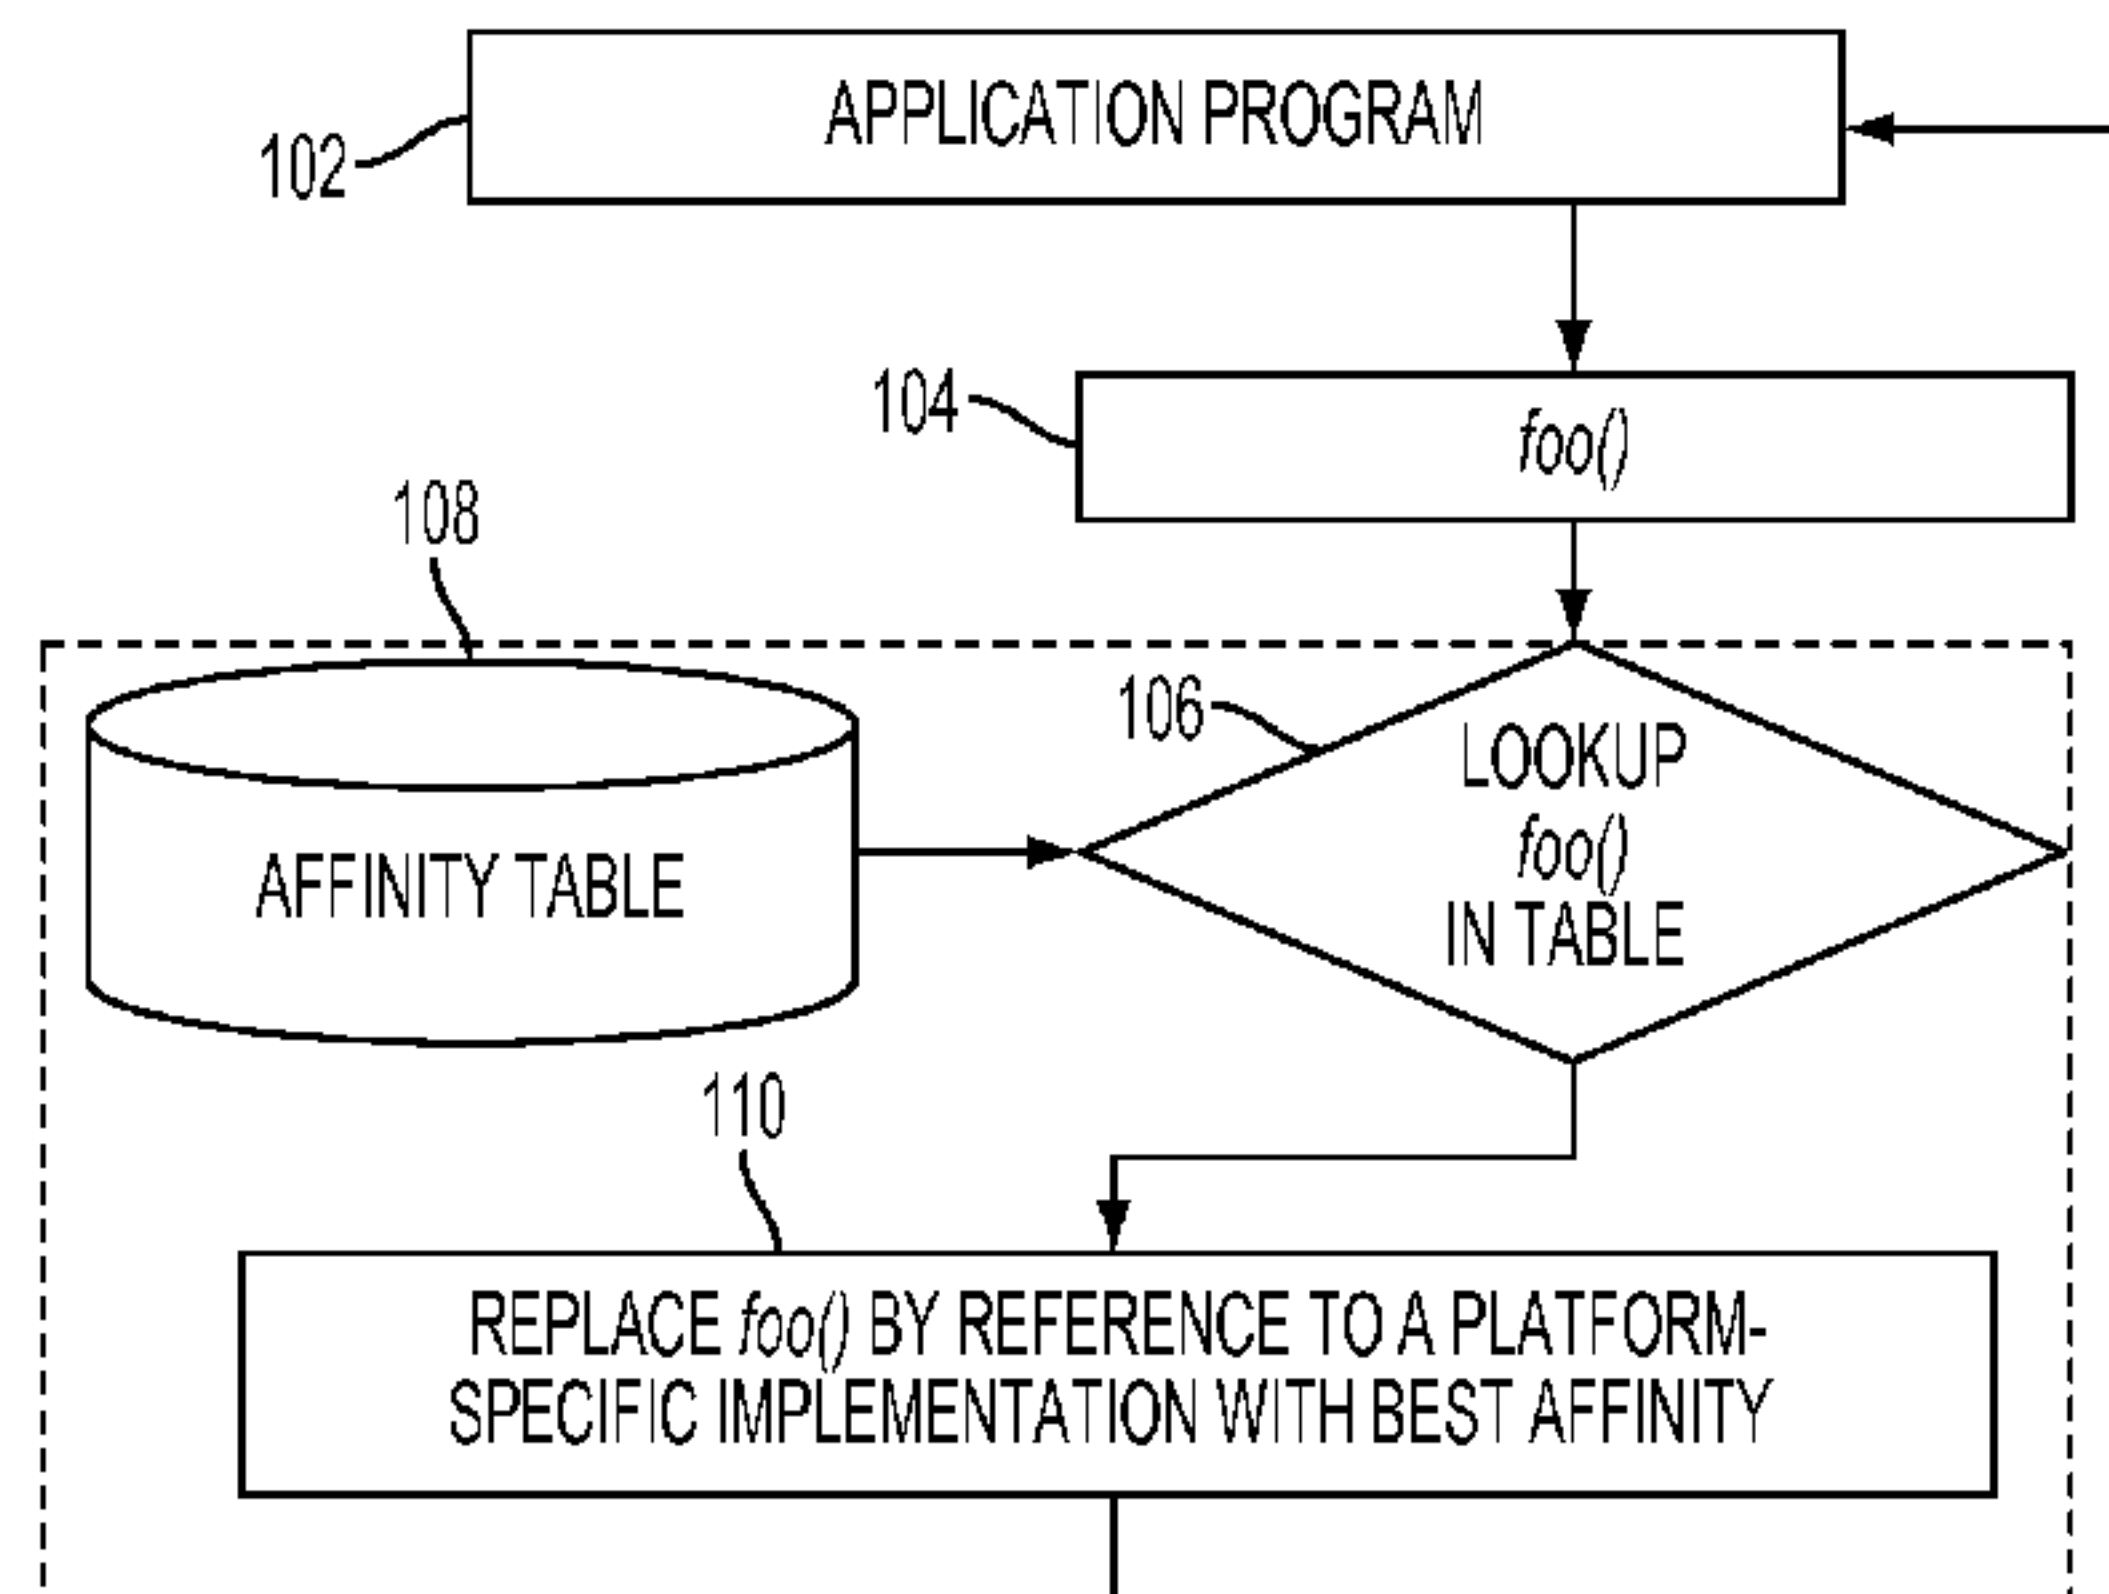 APPLICATION PROGRAM
102
104
foo()
108
106
LOOKUP
foo()
IN TABLE
AFFINITY TABLE
110
REPLACE foo() BY REFERENCE TO A PLATFORM-
SPECIFIC IMPLEMENTATION WITH BEST AFFINITY